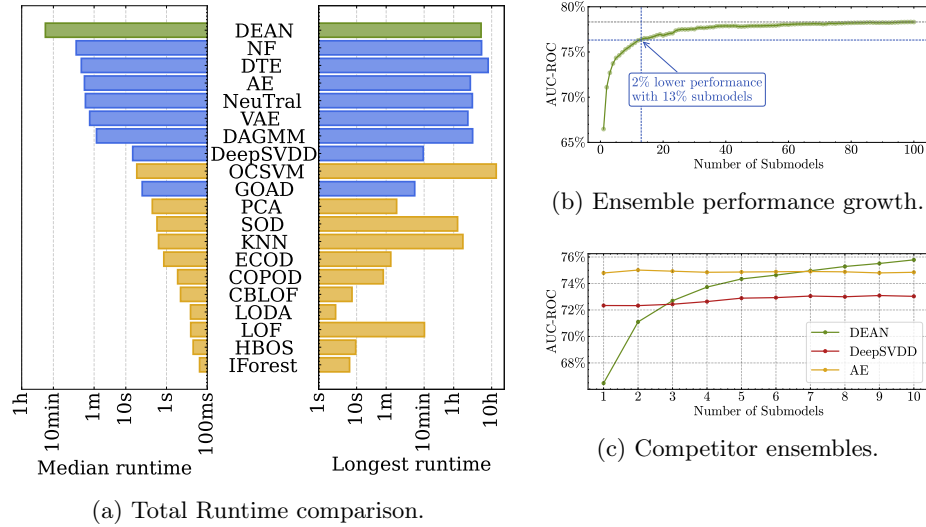 DEAN
NF
DTE
AE
NeuTral
VAE
DAGMM
DeepSVDD
OCSVM
GOAD
PCA
SOD
KNN
ECOD
COPOD
CBLOF
LODA
LOF
HBOS
IForest
1h
10min
1m
10s
1s
100ms
Median runtime
1s
10s
1m
10min
1h
10h
Longest runtime
(a) Total Runtime comparison.
80%
75%
70%
65%
AUC-ROC
2% lower performance
with 13% submodels
0 20 40 60 80 100
Number of Submodels
(b) Ensemble performance growth.
76%
74%
72%
70%
68%
AUC-ROC
DEAN
DeepSVDD
AE
1 2 3 4 5 6 7 8 9 10
Number of Submodels
(c) Competitor ensembles.